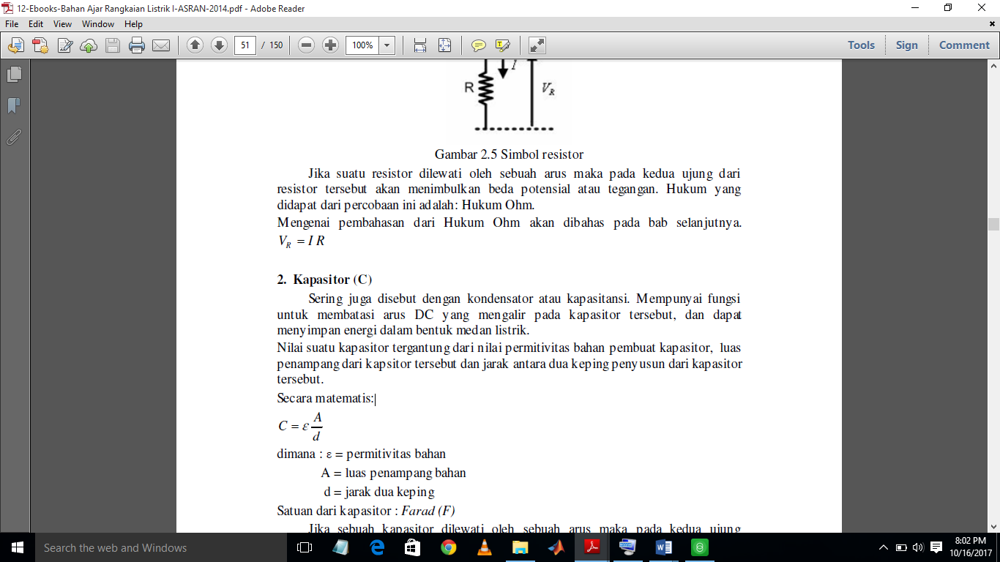 12-Ebooks-Bahan Ajar Rangkaian Listrik I-ASRAN-2014.pdf - Adobe Reader
File Edit View Window Help
51 / 150 100% Tools Sign Comment
I
R V_R
Gambar 2.5 Simbol resistor
Jika suatu resistor dilewati oleh sebuah arus maka pada kedua ujung dari
resistor tersebut akan menimbulkan beda potensial atau tegangan. Hukum yang
didapat dari percobaan ini adalah: Hukum Ohm.
Mengenai pembahasan dari Hukum Ohm akan dibahas pada bab selanjutnya.
V_R = I R
2. Kapasitor (C)
Sering juga disebut dengan kondensator atau kapasitansi. Mempunyai fungsi
untuk membatasi arus DC yang mengalir pada kapasitor tersebut, dan dapat
menyimpan energi dalam bentuk medan listrik.
Nilai suatu kapasitor tergantung dari nilai permitivitas bahan pembuat kapasitor, luas
penampang dari kapsitor tersebut dan jarak antara dua keping penyusun dari kapasitor
tersebut.
Secara matematis:
C = ε A/d
dimana : ε = permitivitas bahan
A = luas penampang bahan
d = jarak dua keping
Satuan dari kapasitor : Farad (F)
Jika sebuah kapasitor dilewati oleh sebuah arus maka pada kedua ujung
Search the web and Windows
8:02 PM
10/16/2017